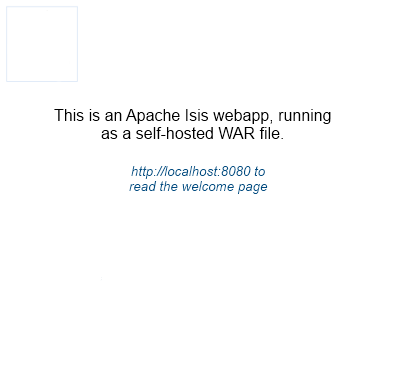 This is an Apache Isis webapp, running
as a self-hosted WAR file.
http://localhost:8080 to
read the welcome page